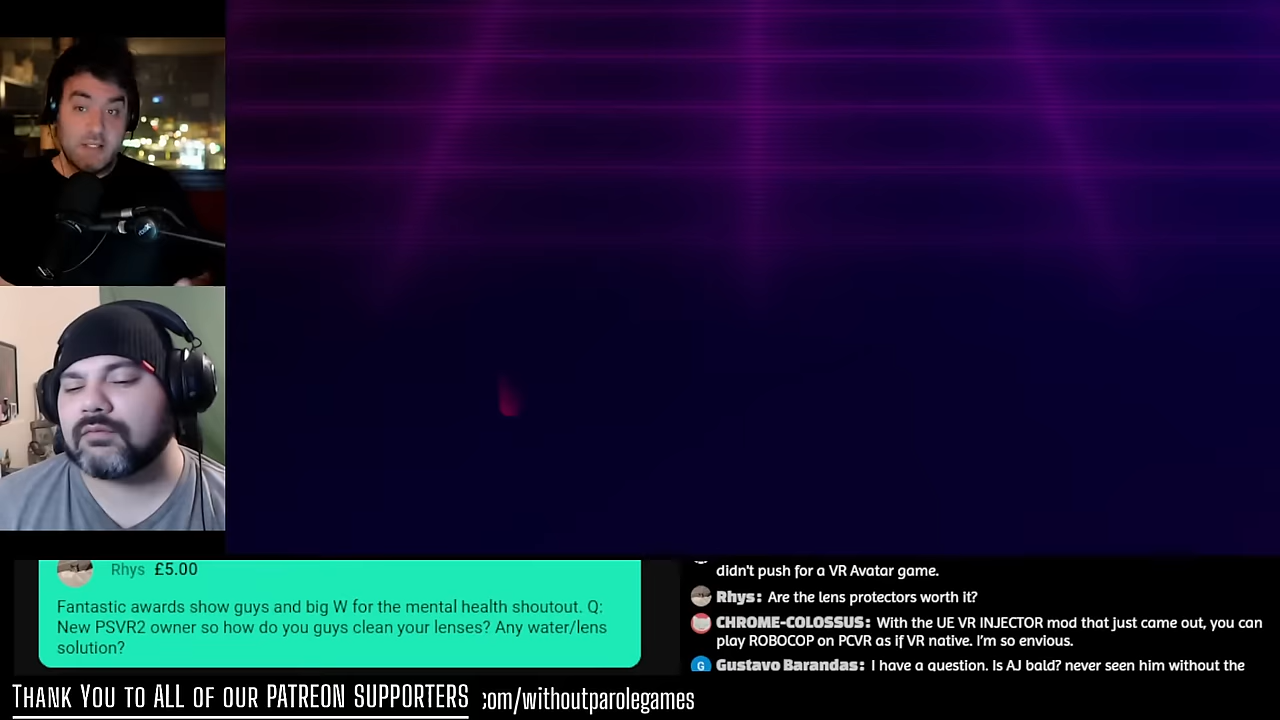 Rhys £5.00
Fantastic awards show guys and big W for the mental health shoutout. Q:
New PSVR2 owner so how do you guys clean your lenses? Any water/lens
solution?
didn't push for a VR Avatar game.
Rhys: Are the lens protectors worth it?
CHROME-COLOSSUS: With the UE VR INJECTOR mod that just came out, you can
play ROBOCOP on PCVR as if VR native. I'm so envious.
G Gustavo Barandas: I have a question. Is AJ bald? never seen him without the
THANK YOU TO ALL OF OUR PATREON SUPPORTERS .com/withoutparolegames